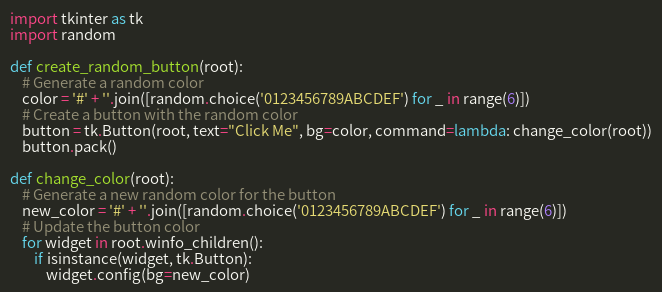 import tkinter as tk
import random

def create_random_button(root):
    # Generate a random color
    color = '#' + ''.join([random.choice('0123456789ABCDEF') for _ in range(6)])
    # Create a button with the random color
    button = tk.Button(root, text="Click Me", bg=color, command=lambda: change_color(root))
    button.pack()

def change_color(root):
    # Generate a new random color for the button
    new_color = '#' + ''.join([random.choice('0123456789ABCDEF') for _ in range(6)])
    # Update the button color
    for widget in root.winfo_children():
        if isinstance(widget, tk.Button):
            widget.config(bg=new_color)